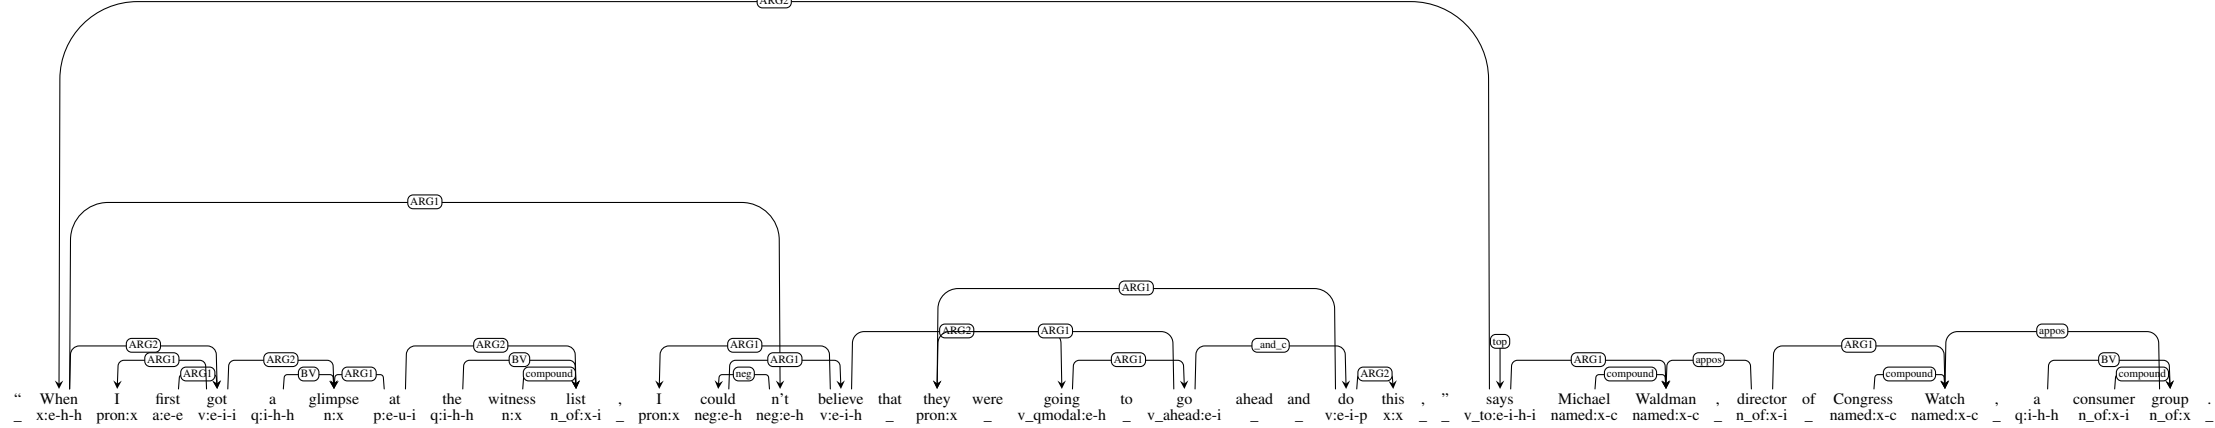 ARG2
ARG1
ARG1
ARG2 ARG1
top appos
ARG2 ARG2 ARG1 _and_c ARG1
ARG1 ARG2 BV ARG1 ARG1 ARG1 appos BV
ARG1 BV ARG1 compound neg ARG2 compound compound compound
“ When I first got a glimpse at the witness list , I could n't believe that they were going to go ahead and do this , ” says Michael Waldman , director of Congress Watch , a consumer group .
_ x:e-h-h pron:x a:e-e v:e-i-i q:i-h-h n:x p:e-u-i q:i-h-h n:x n_of:x-i _ pron:x neg:e-h neg:e-h v:e-i-h _ pron:x _ v_qmodal:e-h _ v_ahead:e-i _ _ v:e-i-p x:x _ _ v_to:e-i-h-i named:x-c named:x-c _ n_of:x-i _ named:x-c named:x-c _ q:i-h-h n_of:x-i n_of:x _